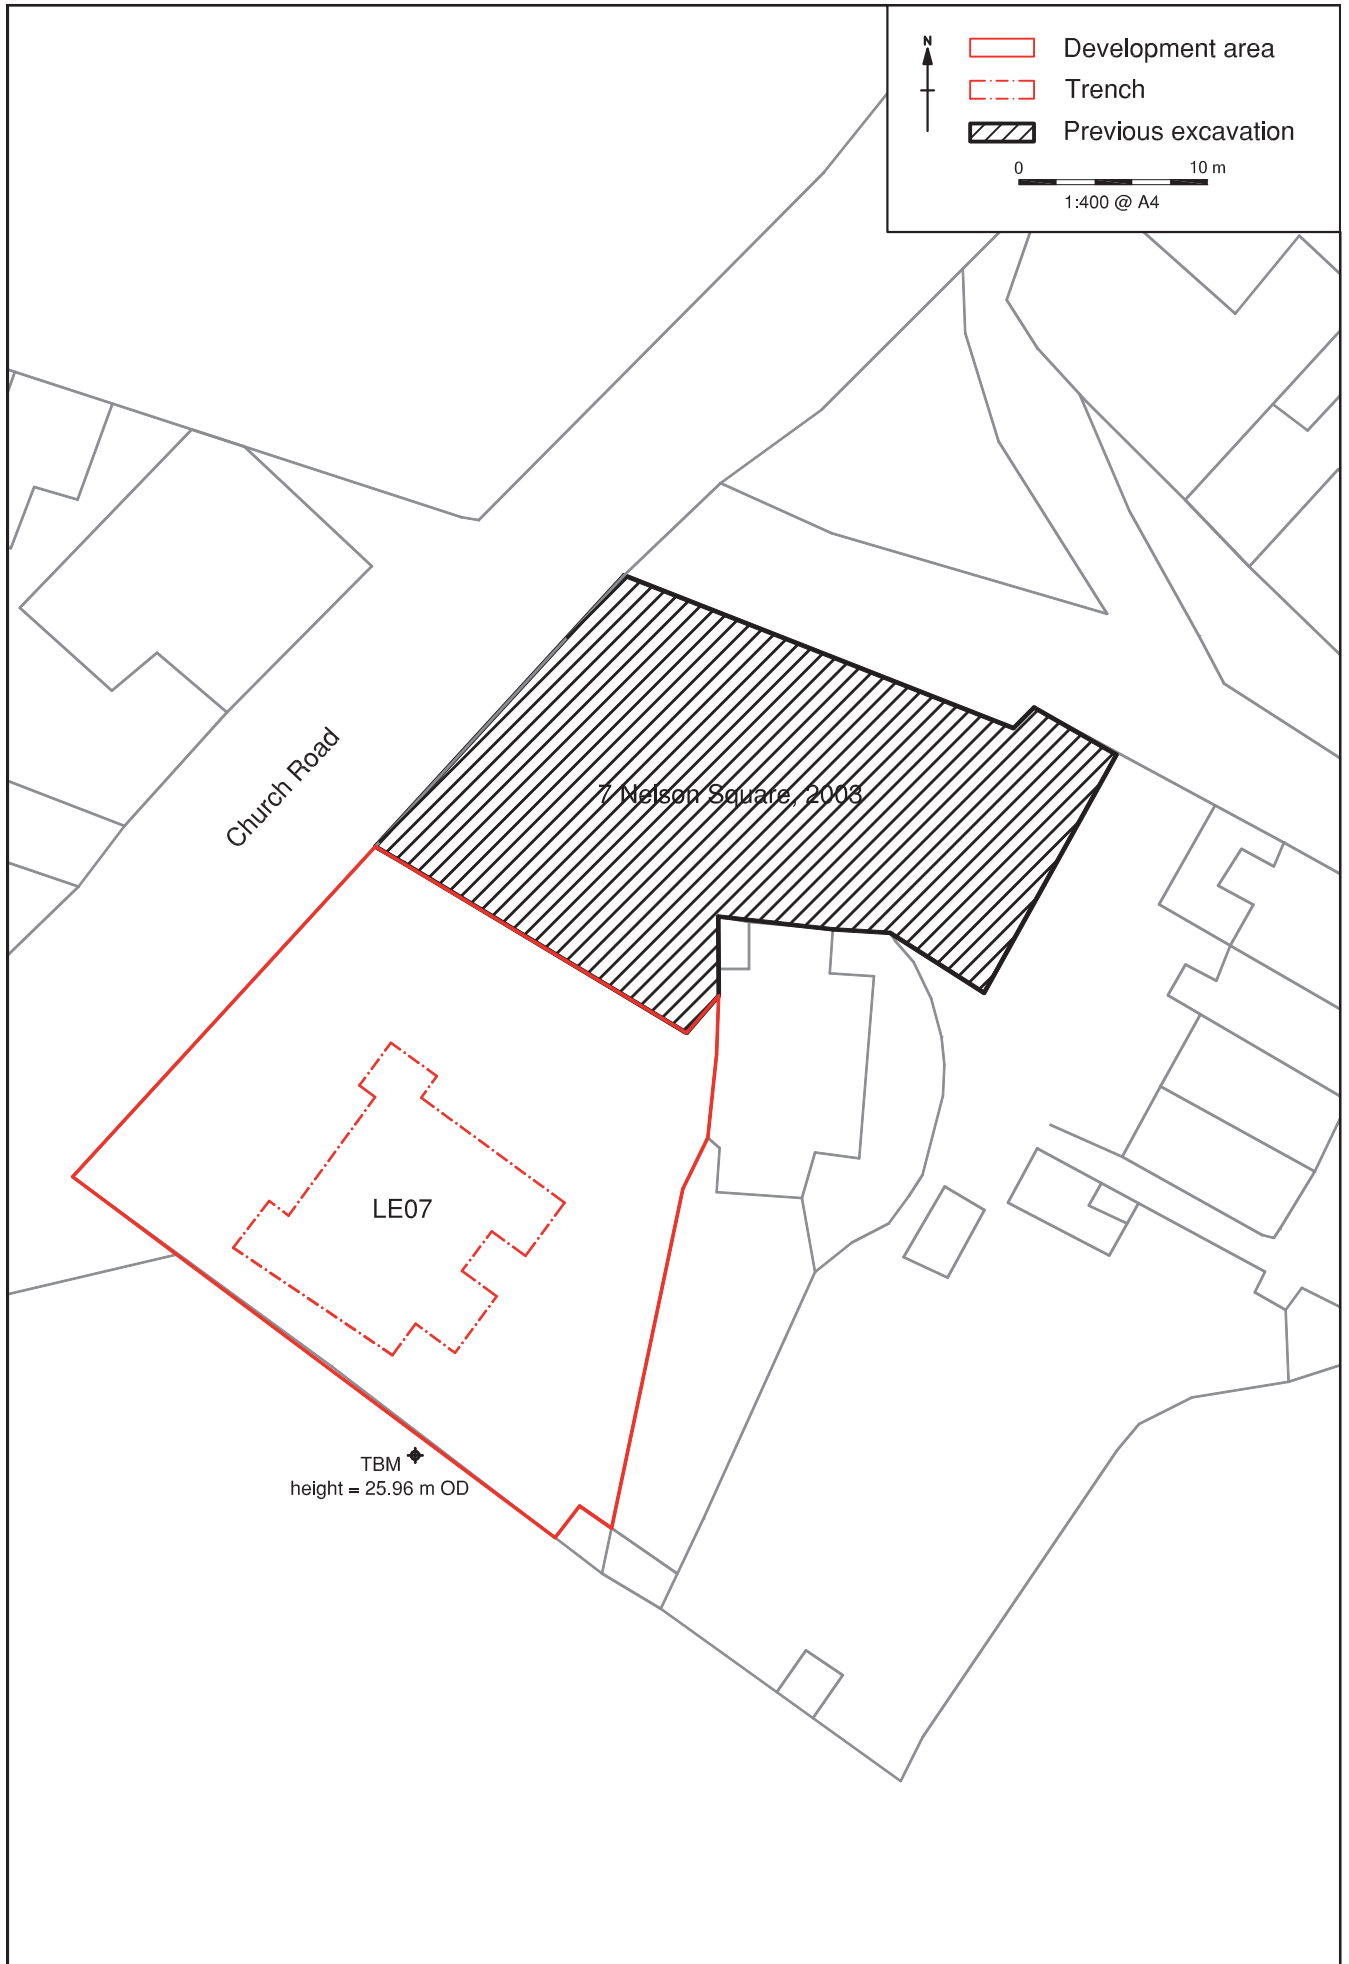 N
Development area
Trench
Previous excavation
0 10 m
1:400 @ A4
Church Road
7 Nelson Square, 2003
LE07
TBM
height = 25.96 m OD